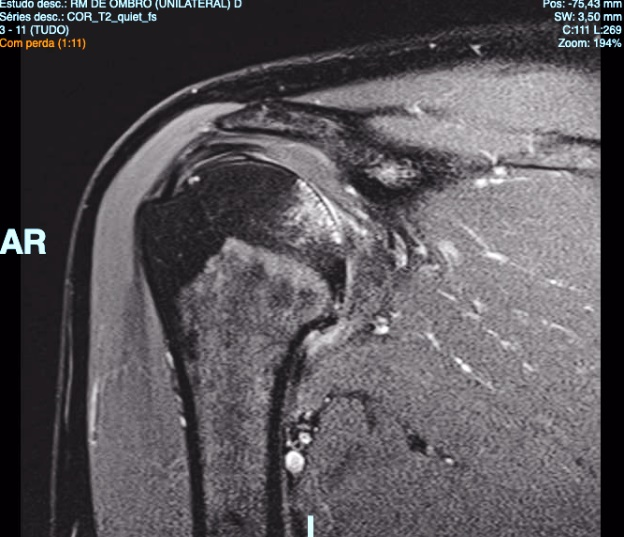 Estudo desc.: RM DE OMBRO (UNILATERAL) D
Séries desc.: COR_T2_quiet_fs
3 - 11 (TUDO)
Com perda (1:11)
Pos: -75,43 mm
SW: 3,50 mm
C:111 L:269
Zoom: 194%
AR